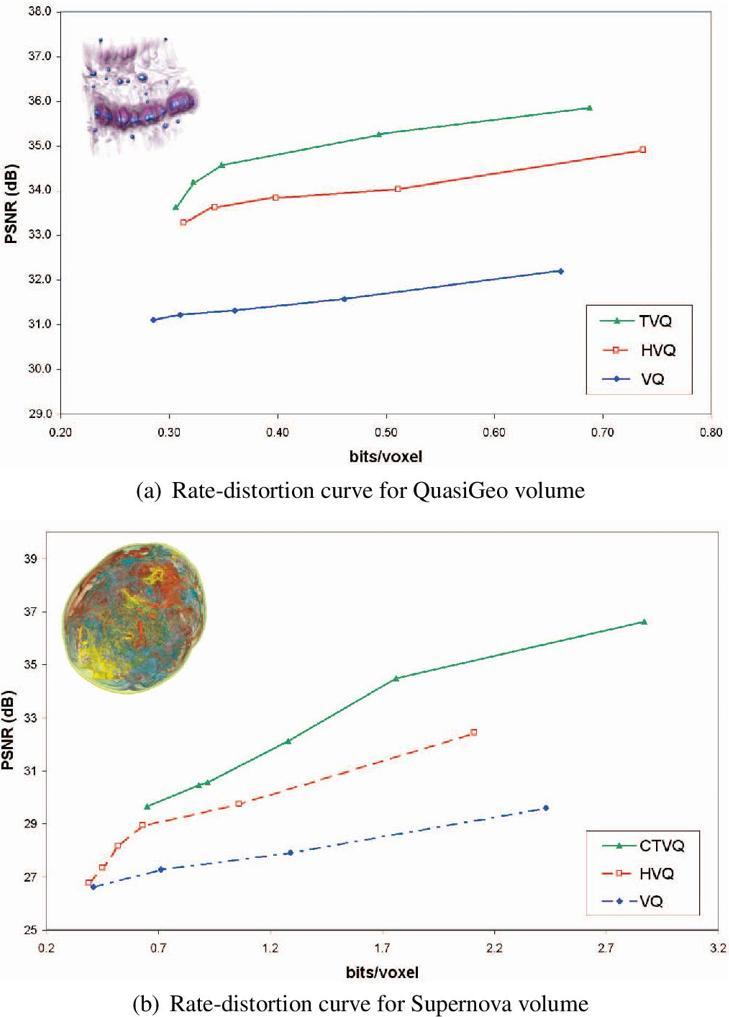 38.0
37.0
36.0
35.0
34.0
33.0
32.0
31.0
30.0
29.0
PSNR (dB)
TVQ
HVQ
VQ
0.20 0.30 0.40 0.50 0.60 0.70 0.80
bits/voxel
(a) Rate-distortion curve for QuasiGeo volume
39
37
35
33
31
29
27
25
PSNR (dB)
CTVQ
HVQ
VQ
0.2 0.7 1.2 1.7 2.2 2.7 3.2
bits/voxel
(b) Rate-distortion curve for Supernova volume